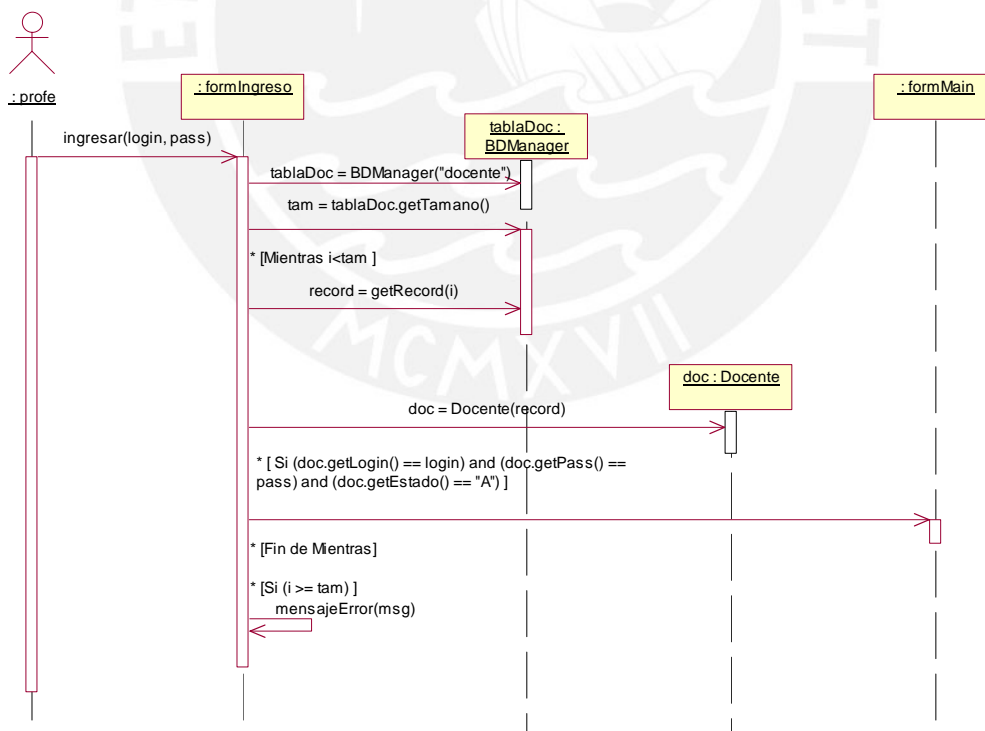 : profe
: formIngreso
: formMain
tablaDoc :
BDManager
ingresar(login, pass)
tablaDoc = BDManager("docente")
tam = tablaDoc.getTamano()
* [Mientras i<tam ]
record = getRecord(i)
MCMXVII
doc : Docente
doc = Docente(record)
* [ Si (doc.getLogin() == login) and (doc.getPass() ==
pass) and (doc.getEstado() == "A") ]
* [Fin de Mientras]
* [Si (i >= tam) ]
mensajeError(msg)